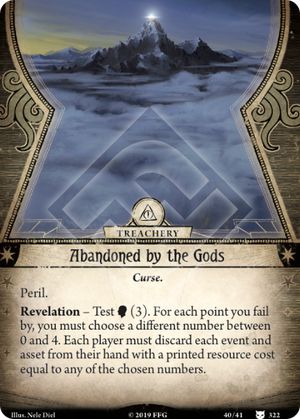 TREACHERY
Abandoned by the Gods
Curse.
Peril.
Revelation – Test (3). For each point you fail
by, you must choose a different number between
0 and 4. Each player must discard each event and
asset from their hand with a printed resource cost
equal to any of the chosen numbers.
Illus. Nele Diel © 2019 FFG 40/41 322